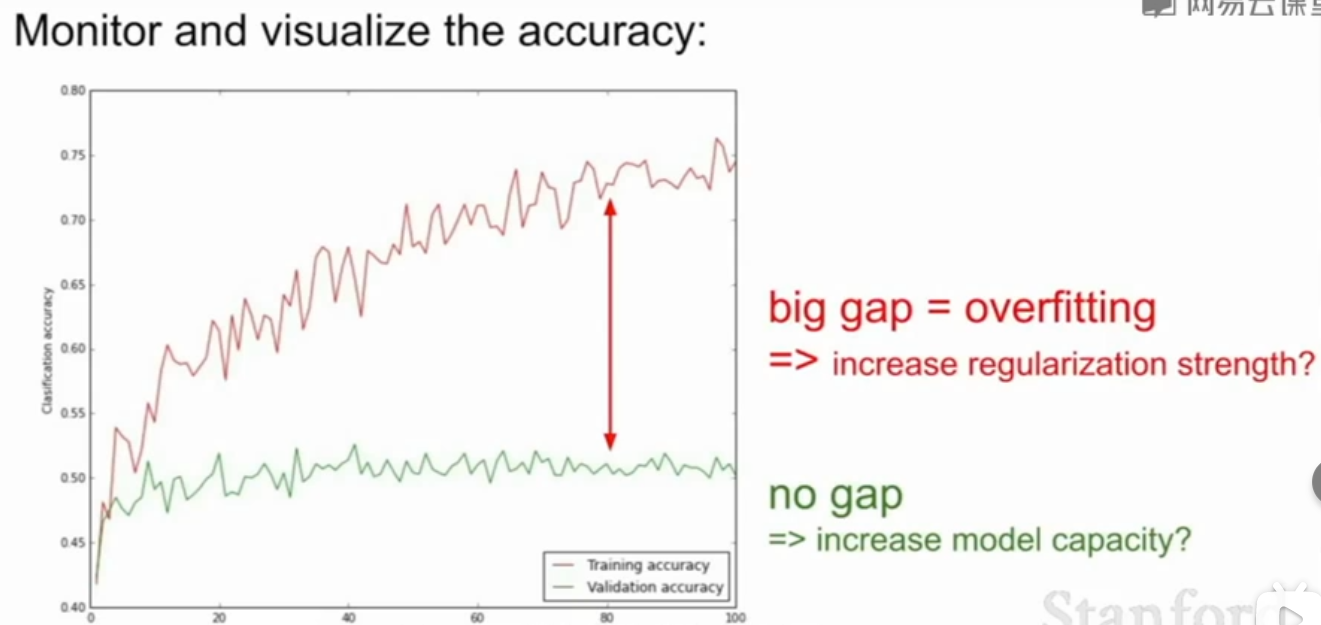 网易云课堂
Monitor and visualize the accuracy:
0.80
0.75
0.70
0.65
0.60
0.55
0.50
0.45
0.40
Clasification accuracy
0
20
40
60
80
100
Training accuracy
Validation accuracy
big gap = overfitting
=> increase regularization strength?
no gap
=> increase model capacity?
Stanford